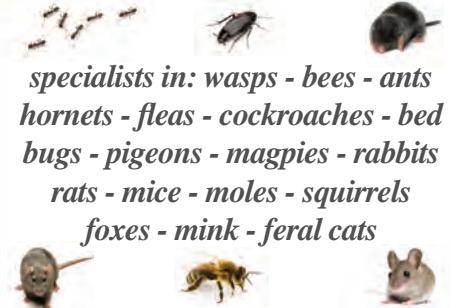 specialists in: wasps - bees - ants
hornets - fleas - cockroaches - bed
bugs - pigeons - magpies - rabbits
rats - mice - moles - squirrels
foxes - mink - feral cats